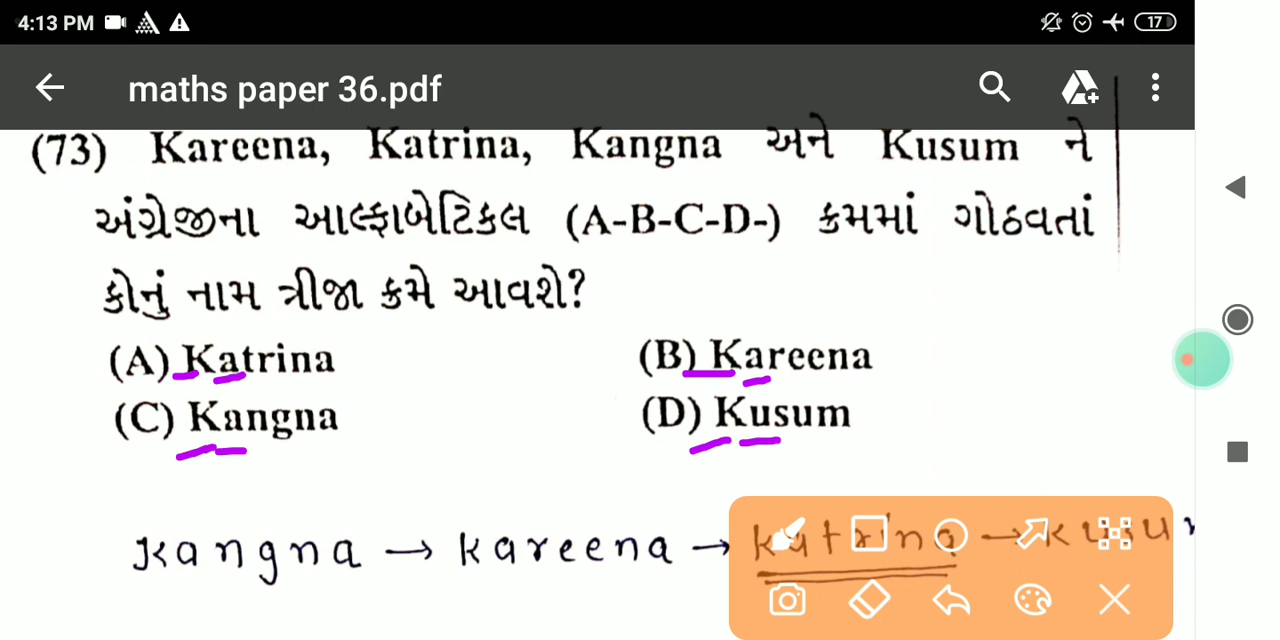 4:13 PM 17
maths paper 36.pdf
(73) Kareena, Katrina, Kangna અને Kusum ને
અંગ્રેજીના આલ્ફાબેટિકલ (A-B-C-D-) ક્રમમાં ગોઠવતાં
કોનું નામ ત્રીજા ક્રમે આવશે?
(A) Katrina (B) Kareena
(C) Kangna (D) Kusum
kangna → kareena → katrina →